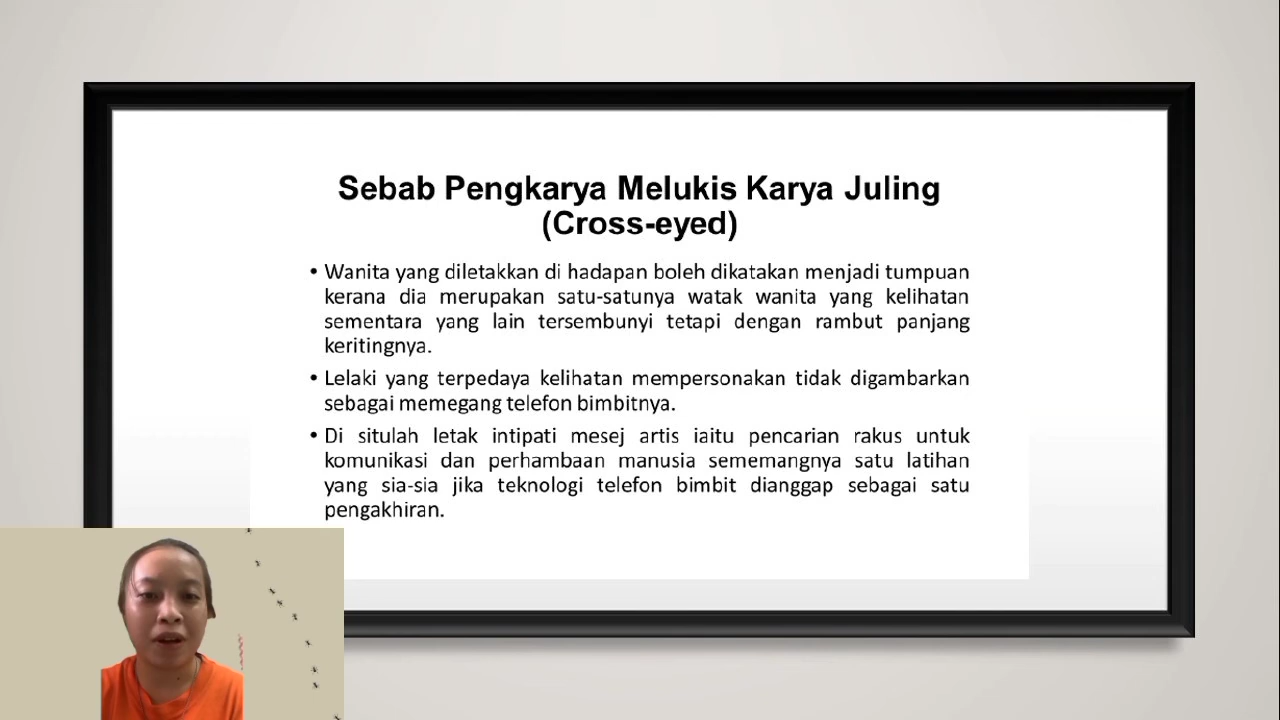 Sebab Pengkarya Melukis Karya Juling
(Cross-eyed)
• Wanita yang diletakkan di hadapan boleh dikatakan menjadi tumpuan
kerana dia merupakan satu-satunya watak wanita yang kelihatan
sementara yang lain tersembunyi tetapi dengan rambut panjang
keritingnya.
• Lelaki yang terpedaya kelihatan mempersonakan tidak digambarkan
sebagai memegang telefon bimbitnya.
• Di situlah letak intipati mesej artis iaitu pencarian rakus untuk
komunikasi dan perhambaan manusia sememangnya satu latihan
yang sia-sia jika teknologi telefon bimbit dianggap sebagai satu
pengakhiran.